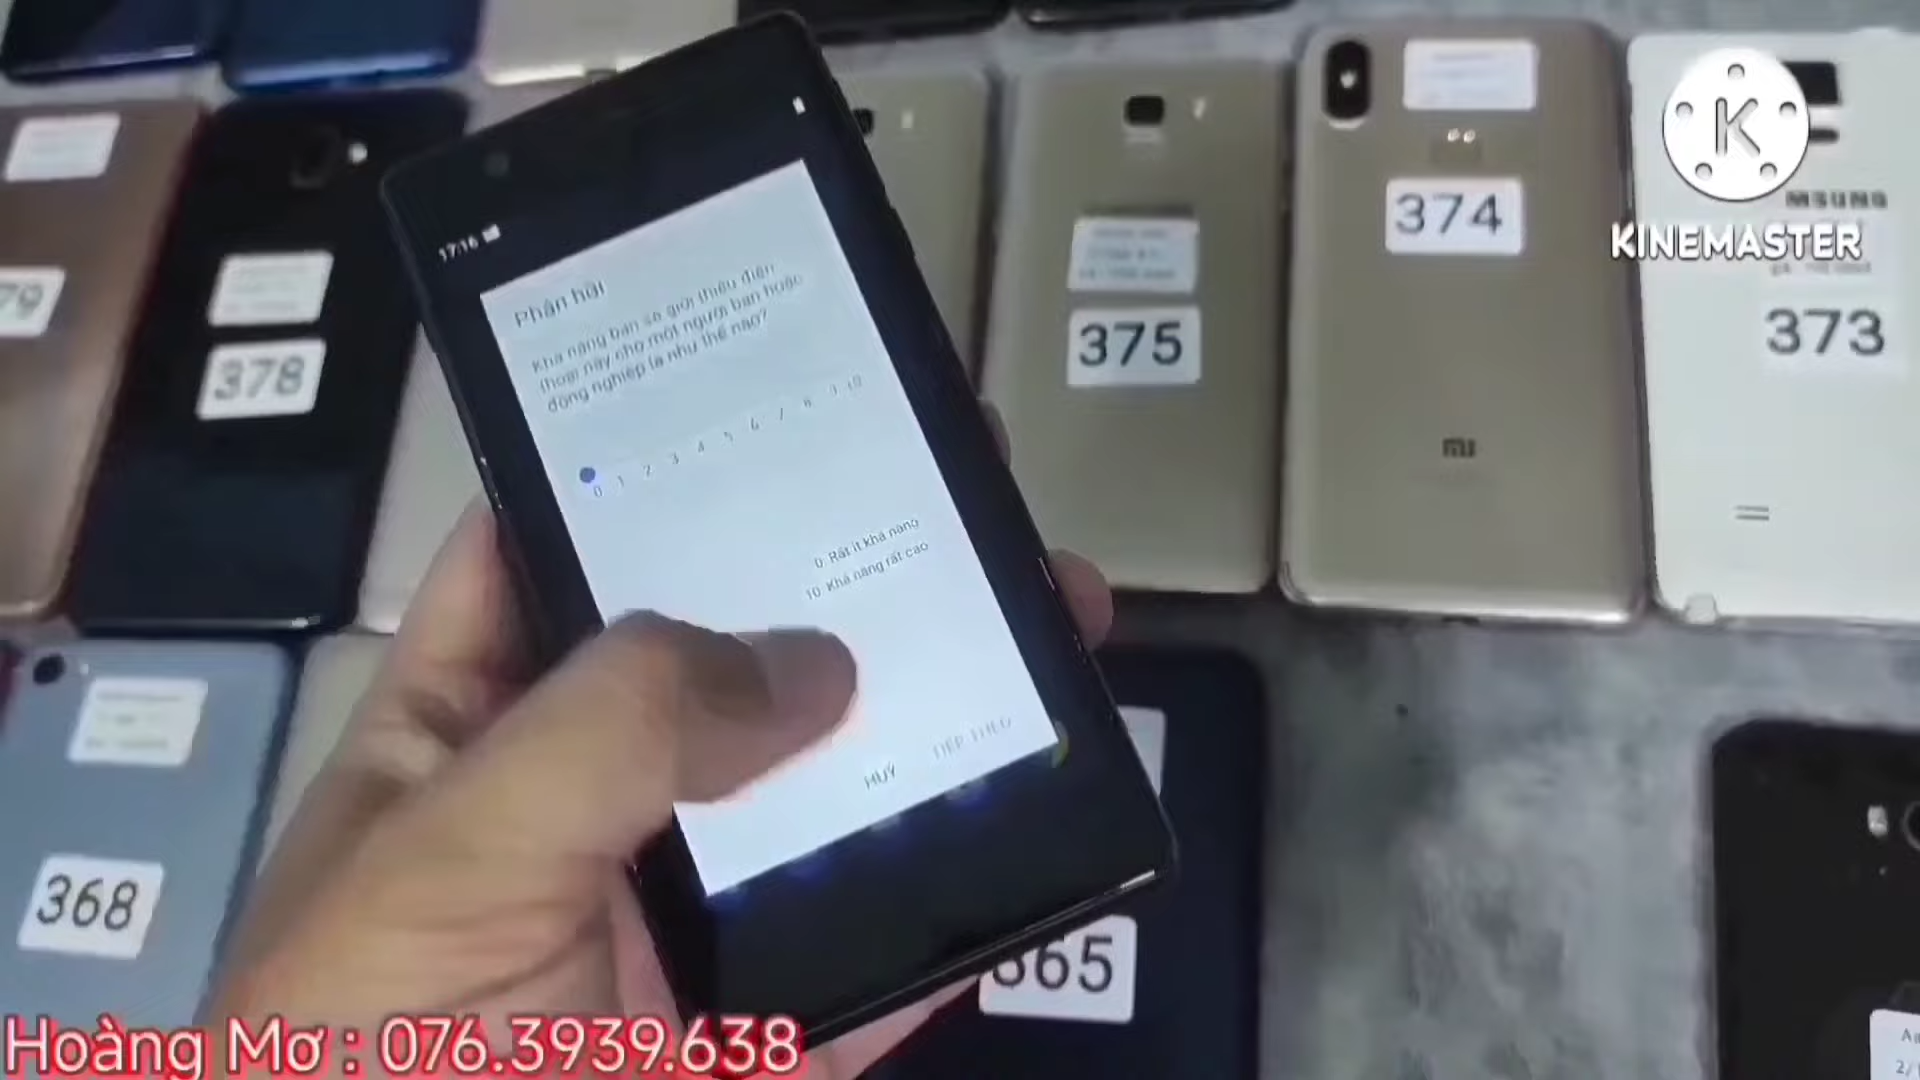 17:16
Phản hồi
Khả năng bạn sẽ giới thiệu điện
thoại này cho một người bạn hoặc
đồng nghiệp là như thế nào?
0 1 2 3 4 5 6 7 8 9 10
0: Rất ít khả năng
10: Khả năng rất cao
HUỶ
TIẾP THEO
375
374
KINEMASTER
MSUNG
373
79
378
368
365
Hoàng Mơ : 076.3939.638